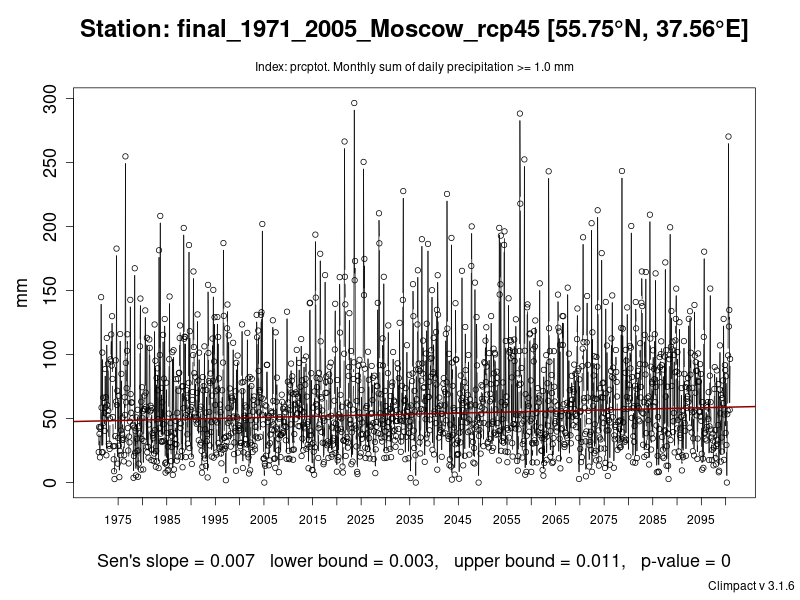 Station: final_1971_2005_Moscow_rcp45 [55.75°N, 37.56°E]
Index: prcptot. Monthly sum of daily precipitation >= 1.0 mm
300
250
200
150
100
50
0
mm
1975 1985 1995 2005 2015 2025 2035 2045 2055 2065 2075 2085 2095
Sen's slope = 0.007 lower bound = 0.003, upper bound = 0.011, p-value = 0
Climpact v 3.1.6